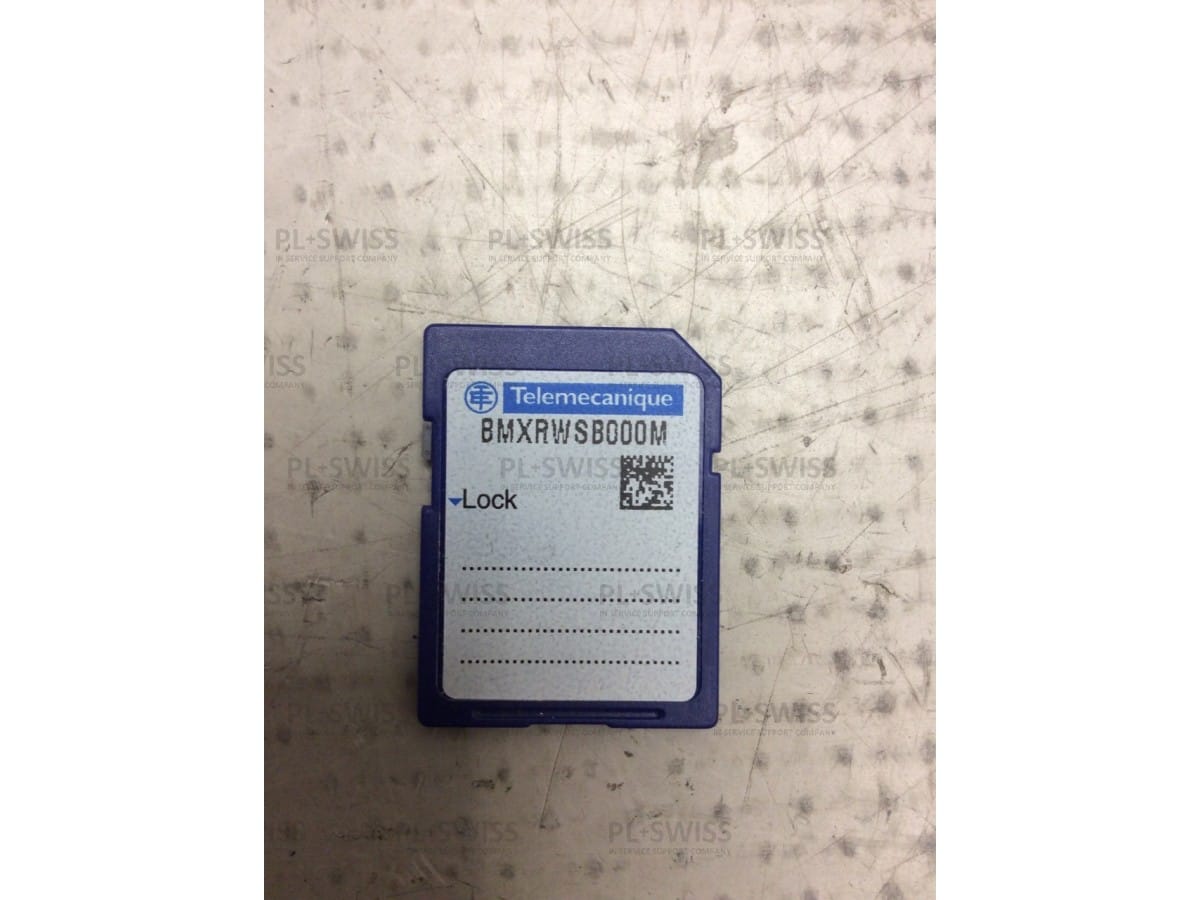 Telemecanique
BMXRWSB000M
Lock
PL+SWISS
IN SERVICE SUPPORT COMPANY